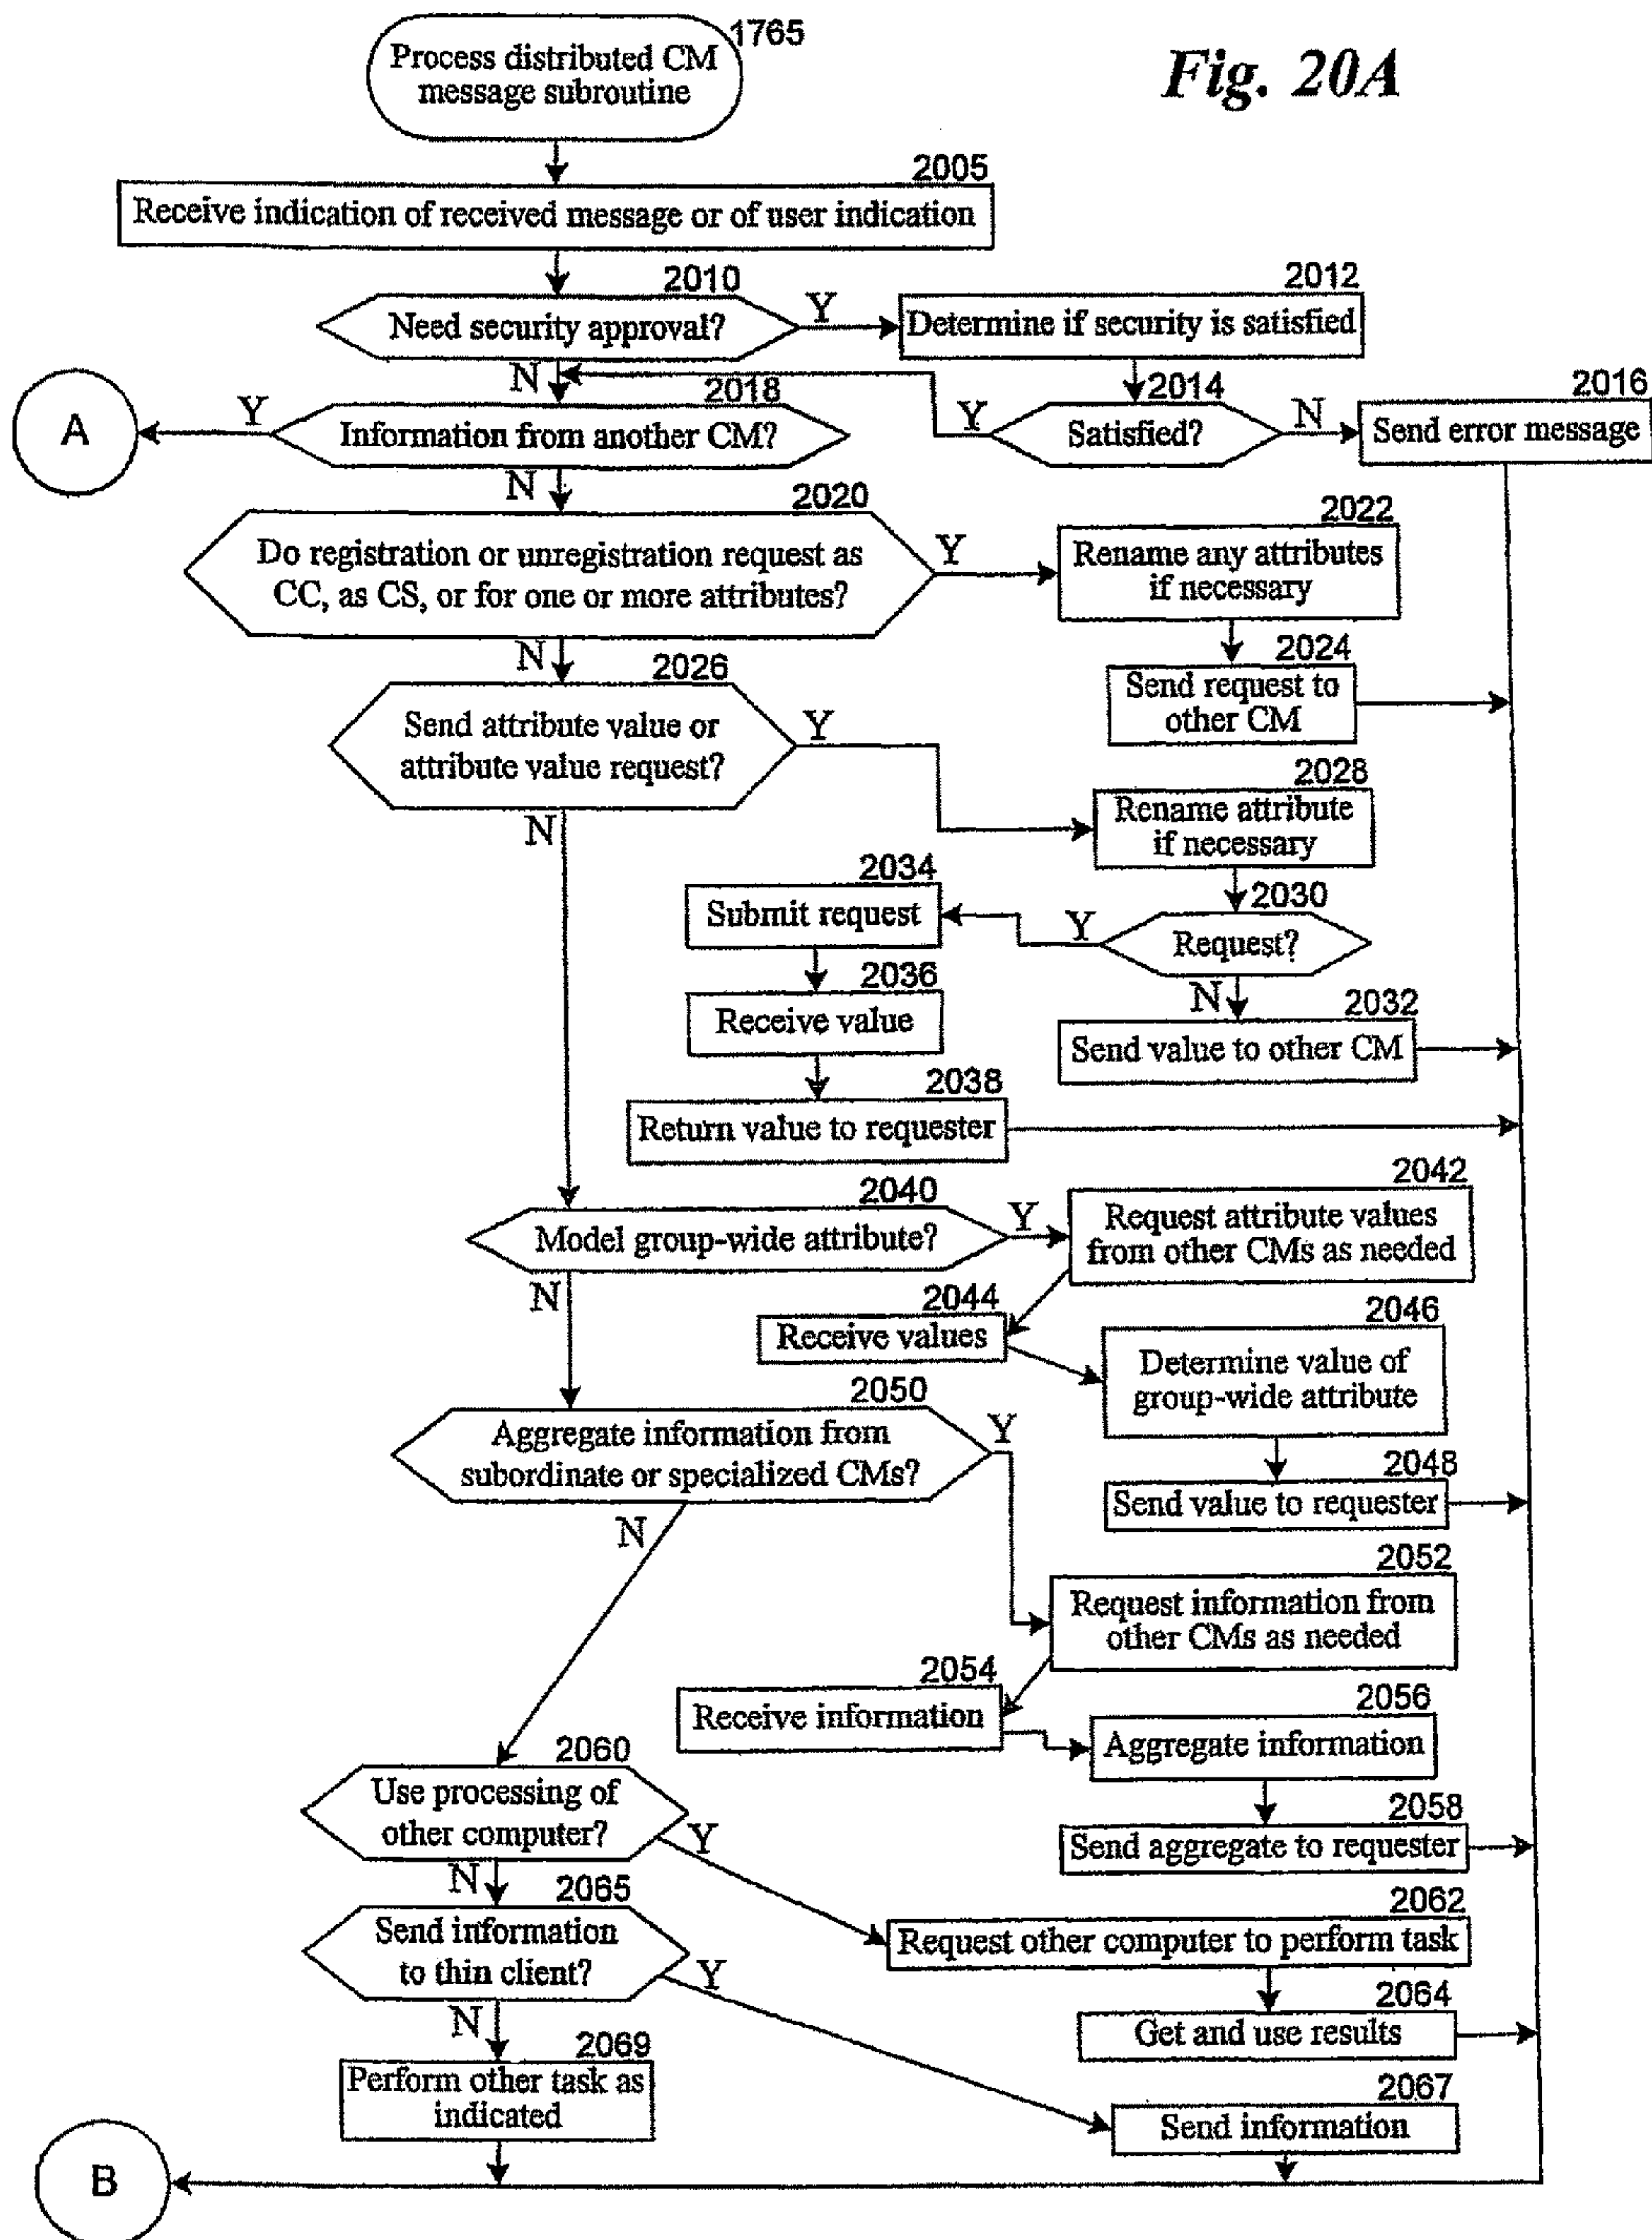 1765
Process distributed CM
message subroutine
Fig. 20A
2005
Receive indication of received message or of user indication
2010
Need security approval?
Y
2012
Determine if security is satisfied
N
2018
Information from another CM?
Y
A
2014
Satisfied?
Y
N
2016
Send error message
N
2020
Do registration or unregistration request as
CC, as CS, or for one or more attributes?
Y
2022
Rename any attributes
if necessary
2024
Send request to
other CM
N
2026
Send attribute value or
attribute value request?
Y
2028
Rename attribute
if necessary
2030
Request?
Y
2034
Submit request
2036
Receive value
N
2032
Send value to other CM
2038
Return value to requester
N
2040
Model group-wide attribute?
Y
2042
Request attribute values
from other CMs as needed
2044
Receive values
2046
Determine value of
group-wide attribute
2048
Send value to requester
N
2050
Aggregate information from
subordinate or specialized CMs?
Y
2052
Request information from
other CMs as needed
2054
Receive information
2056
Aggregate information
2058
Send aggregate to requester
N
2060
Use processing of
other computer?
Y
2062
Request other computer to perform task
2064
Get and use results
N
2065
Send information
to thin client?
Y
2067
Send information
N
2069
Perform other task as
indicated
B